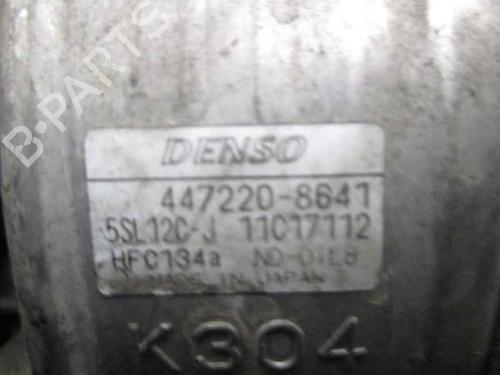 B-PARTS
DENSO
447220-8641
5SL12C-J 11C17112
HFC134a ND-OIL8
MADE IN JAPAN
K304